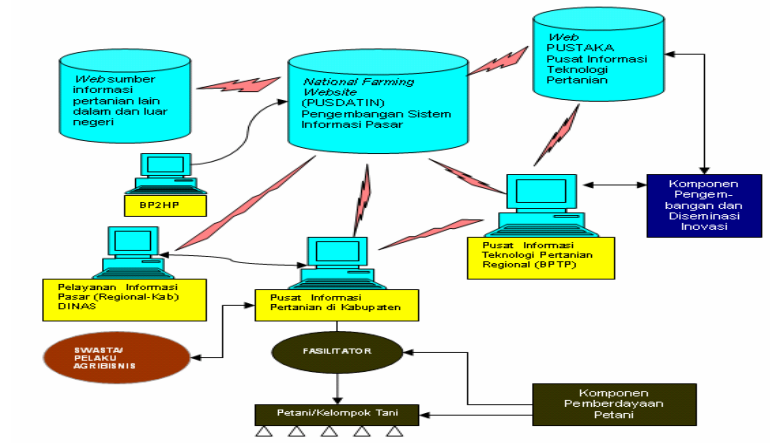 Web sumber
informasi
pertanian lain
dalam dan luar
negeri
National Farming
Website
(PUSDATIN)
Pengembangan Sistem
Informasi Pasar
Web
PUSTAKA
Pusat Informasi
Teknologi
Pertanian
BP2HP
Komponen
Pengem-
bangan dan
Diseminasi
Inovasi
Pusat Informasi
Teknologi Pertanian
Regional (BPTP)
Pelayanan Informasi
Pasar (Regional-Kab)
DINAS
Pusat Informasi
Pertanian di Kabupaten
SWASTA/
PELAKU
AGRIBISNIS
FASILITATOR
Komponen
Pemberdayaan
Petani
Petani/Kelompok Tani